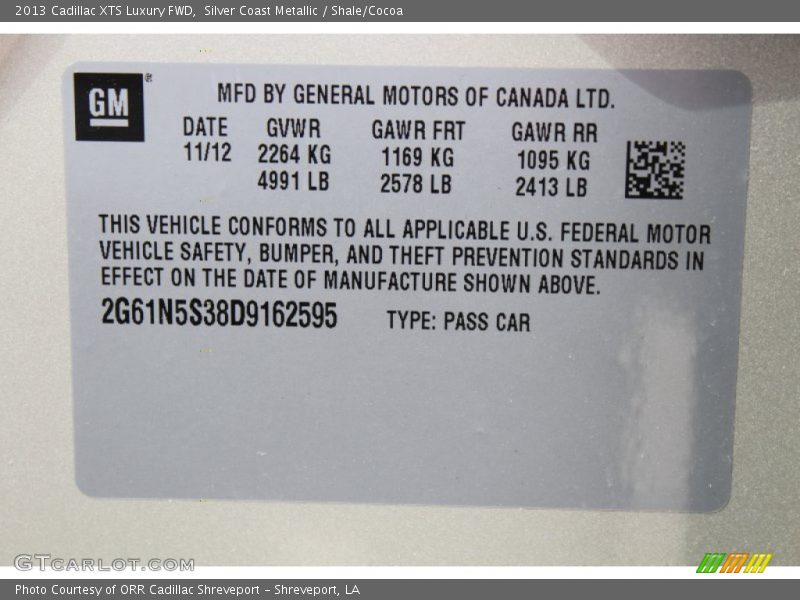 2013 Cadillac XTS Luxury FWD,  Silver Coast Metallic / Shale/Cocoa
GM®
MFD BY GENERAL MOTORS OF CANADA LTD.
DATE GVWR GAWR FRT GAWR RR
11/12 2264 KG 1169 KG 1095 KG
4991 LB 2578 LB 2413 LB
THIS VEHICLE CONFORMS TO ALL APPLICABLE U.S. FEDERAL MOTOR
VEHICLE SAFETY, BUMPER, AND THEFT PREVENTION STANDARDS IN
EFFECT ON THE DATE OF MANUFACTURE SHOWN ABOVE.
2G61N5S38D9162595 TYPE: PASS CAR
GTCARLOT.COM
Photo Courtesy of ORR Cadillac Shreveport - Shreveport, LA